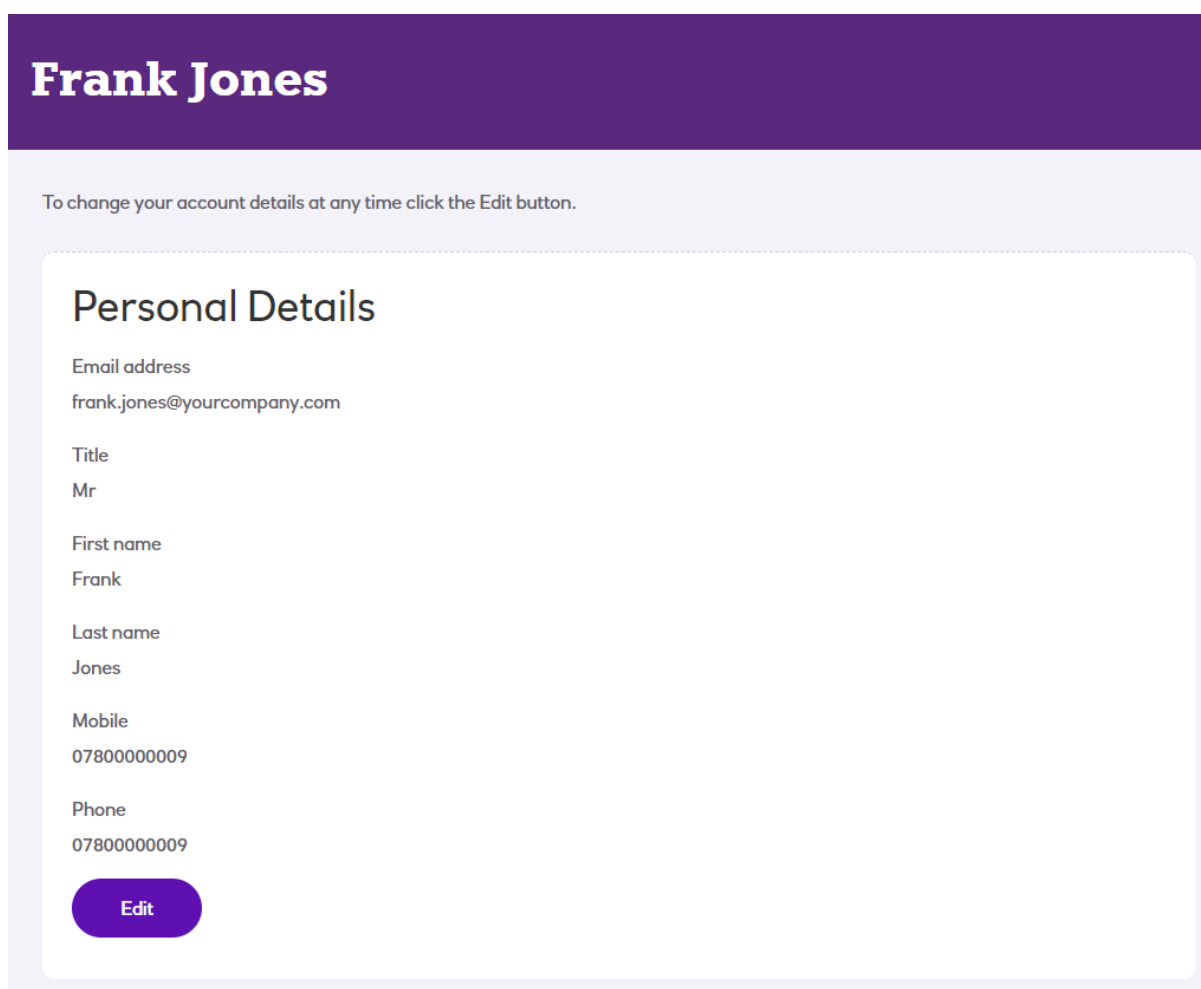 Frank Jones
To change your account details at any time click the Edit button.
Personal Details
Email address
frank.jones@yourcompany.com
Title
Mr
First name
Frank
Last name
Jones
Mobile
07800000009
Phone
07800000009
Edit